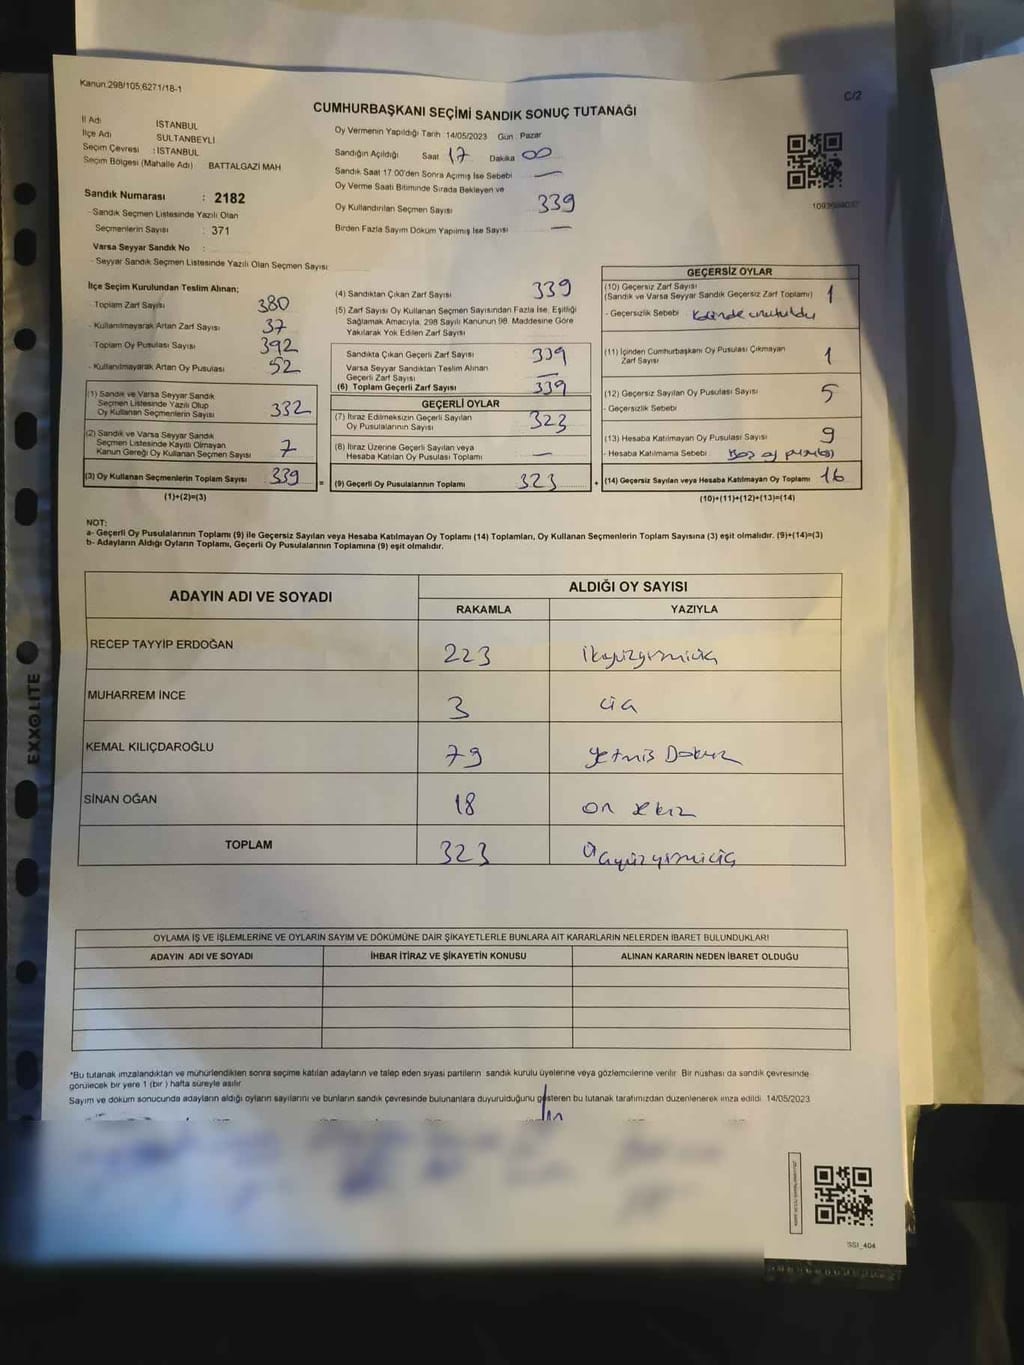 Kanun:298/105;6271/18-1
C/2
CUMHURBAŞKANI SEÇİMİ SANDIK SONUÇ TUTANAĞI
İl Adı İSTANBUL
İlçe Adı SULTANBEYLİ
Seçim Çevresi : İSTANBUL
Seçim Bölgesi (Mahalle Adı) BATTALGAZİ MAH
Sandık Numarası : 2182
- Sandık Seçmen Listesinde Yazılı Olan
Seçmenlerin Sayısı : 371
Varsa Seyyar Sandık No :
- Seyyar Sandık Seçmen Listesinde Yazılı Olan Seçmen Sayısı:
Oy Vermenin Yapıldığı Tarih :14/05/2023 Gün : Pazar
Sandığın Açıldığı Saat 17 Dakika 00
Sandık Saat 17.00'den Sonra Açımış İse Sebebi —
Oy Verme Saati Bitiminde Sırada Bekleyen ve
Oy Kullandırılan Seçmen Sayısı 339
Birden Fazla Sayım Döküm Yapılmış İse Sayısı —
İlçe Seçim Kurulundan Teslim Alınan;
- Toplam Zarf Sayısı 380
- Kullanılmayarak Artan Zarf Sayısı 37
- Toplam Oy Pusulası Sayısı 392
- Kullanılmayarak Artan Oy Pusulası 52
(1) Sandık ve Varsa Seyyar Sandık
Seçmen Listesinde Yazılı Olup
Oy Kullanan Seçmenlerin Sayısı 332
(2) Sandık ve Varsa Seyyar Sandık
Seçmen Listesinde Kayıtlı Olmayan
Kanun Gereği Oy Kullanan Seçmen Sayısı 7
(3) Oy Kullanan Seçmenlerin Toplam Sayısı 339
(1)+(2)=(3)
(4) Sandıktan Çıkan Zarf Sayısı 339
(5) Zarf Sayısı Oy Kullanan Seçmen Sayısından Fazla İse, Eşitliği
Sağlamak Amacıyla, 298 Sayılı Kanunun 98. Maddesine Göre
Yakılarak Yok Edilen Zarf Sayısı
Sandıkta Çıkan Geçerli Zarf Sayısı 339
Varsa Seyyar Sandıktan Teslim Alınan
Geçerli Zarf Sayısı —
(6) Toplam Geçerli Zarf Sayısı 339
GEÇERLİ OYLAR
(7) İtiraz Edilmeksizin Geçerli Sayılan
Oy Pusulalarının Sayısı 323
(8) İtiraz Üzerine Geçerli Sayılan veya
Hesaba Katılan Oy Pusulası Toplamı —
= (9) Geçerli Oy Pusulalarının Toplamı 323 +
GEÇERSİZ OYLAR
(10) Geçersiz Zarf Sayısı
(Sandık ve Varsa Seyyar Sandık Geçersiz Zarf Toplamı) 1
- Geçersizlik Sebebi unutuldu
(11) İçinden Cumhurbaşkanı Oy Pusulası Çıkmayan
Zarf Sayısı 1
(12) Geçersiz Sayılan Oy Pusulası Sayısı 5
- Geçersizlik Sebebi
(13) Hesaba Katılmayan Oy Pusulası Sayısı 9
- Hesaba Katılmama Sebebi Boş oy pusulası
(14) Geçersiz Sayılan veya Hesaba Katılmayan Oy Toplamı 16
(10)+(11)+(12)+(13)=(14)
NOT:
a- Geçerli Oy Pusulalarının Toplamı (9) ile Geçersiz Sayılan veya Hesaba Katılmayan Oy Toplamı (14) Toplamları, Oy Kullanan Seçmenlerin Toplam Sayısına (3) eşit olmalıdır. (9)+(14)=(3)
b- Adayların Aldığı Oyların Toplamı, Geçerli Oy Pusulalarının Toplamına (9) eşit olmalıdır.
ADAYIN ADI VE SOYADI ALDIĞI OY SAYISI
RAKAMLA YAZIYLA
RECEP TAYYİP ERDOĞAN 223 ikiyüzyirmiüç
MUHARREM İNCE 3 üç
KEMAL KILIÇDAROĞLU 79 yetmiş Dokuz
SİNAN OĞAN 18 on sekiz
TOPLAM 323 üçyüzyirmiüç
OYLAMA İŞ VE İŞLEMLERİNE VE OYLARIN SAYIM VE DÖKÜMÜNE DAİR ŞİKAYETLERLE BUNLARA AİT KARARLARIN NELERDEN İBARET BULUNDUKLARI
ADAYIN ADI VE SOYADI İHBAR İTİRAZ VE ŞİKAYETİN KONUSU ALINAN KARARIN NEDEN İBARET OLDUĞU
*Bu tutanak imzalandıktan ve mühürlendikten sonra seçime katılan adayların ve talep eden siyasi partilerin sandık kurulu üyelerine veya gözlemcilerine verilir. Bir nüshası da sandık çevresinde
görülecek bir yere 1 (bir) hafta süreyle asılır.
Sayım ve döküm sonucunda adayların aldığı oyların sayılarını ve bunların sandık çevresinde bulunanlara duyurulduğunu gösteren bu tutanak tarafımızdan düzenlenerek imza edildi. 14/05/2023
SSI_404
EXXOLITE